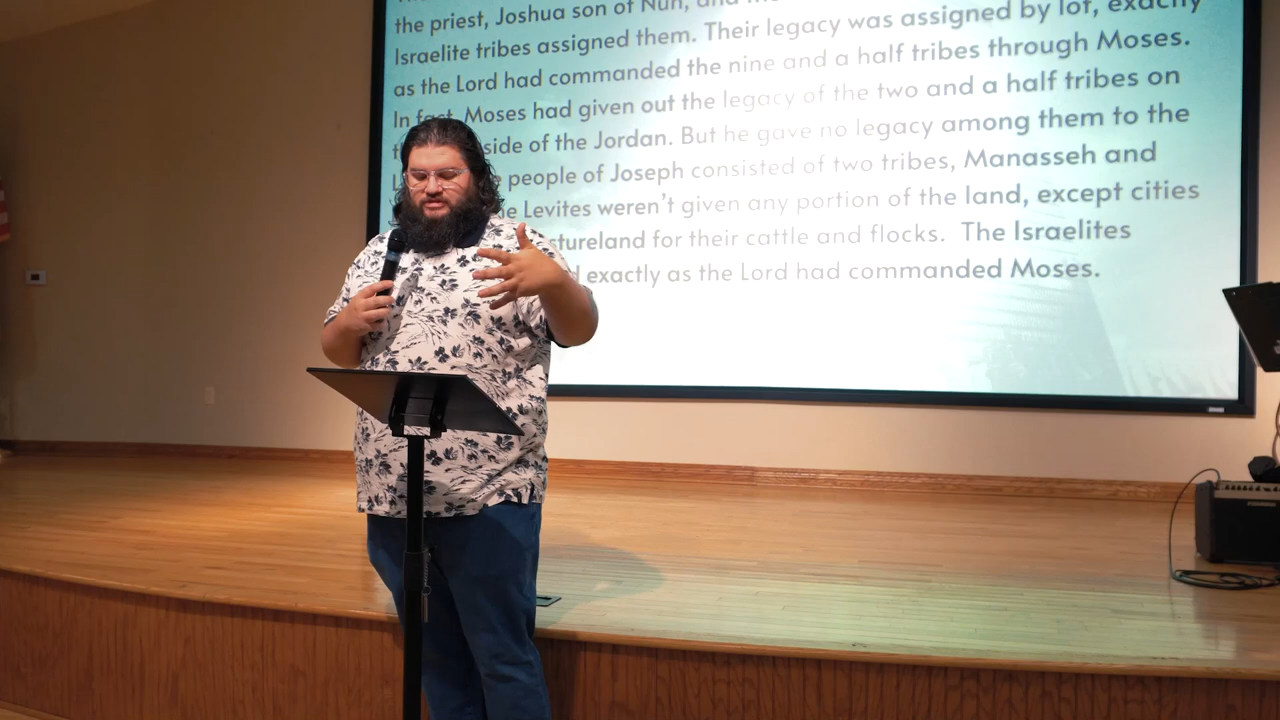 the priest, Joshua son of Nun, and
Israelite tribes assigned them. Their legacy was assigned by lot, exactly
as the Lord had commanded the nine and a half tribes through Moses.
In fact, Moses had given out the legacy of the two and a half tribes on
side of the Jordan. But he gave no legacy among them to the
people of Joseph consisted of two tribes, Manasseh and
Levites weren't given any portion of the land, except cities
for their cattle and flocks. The Israelites
exactly as the Lord had commanded Moses.